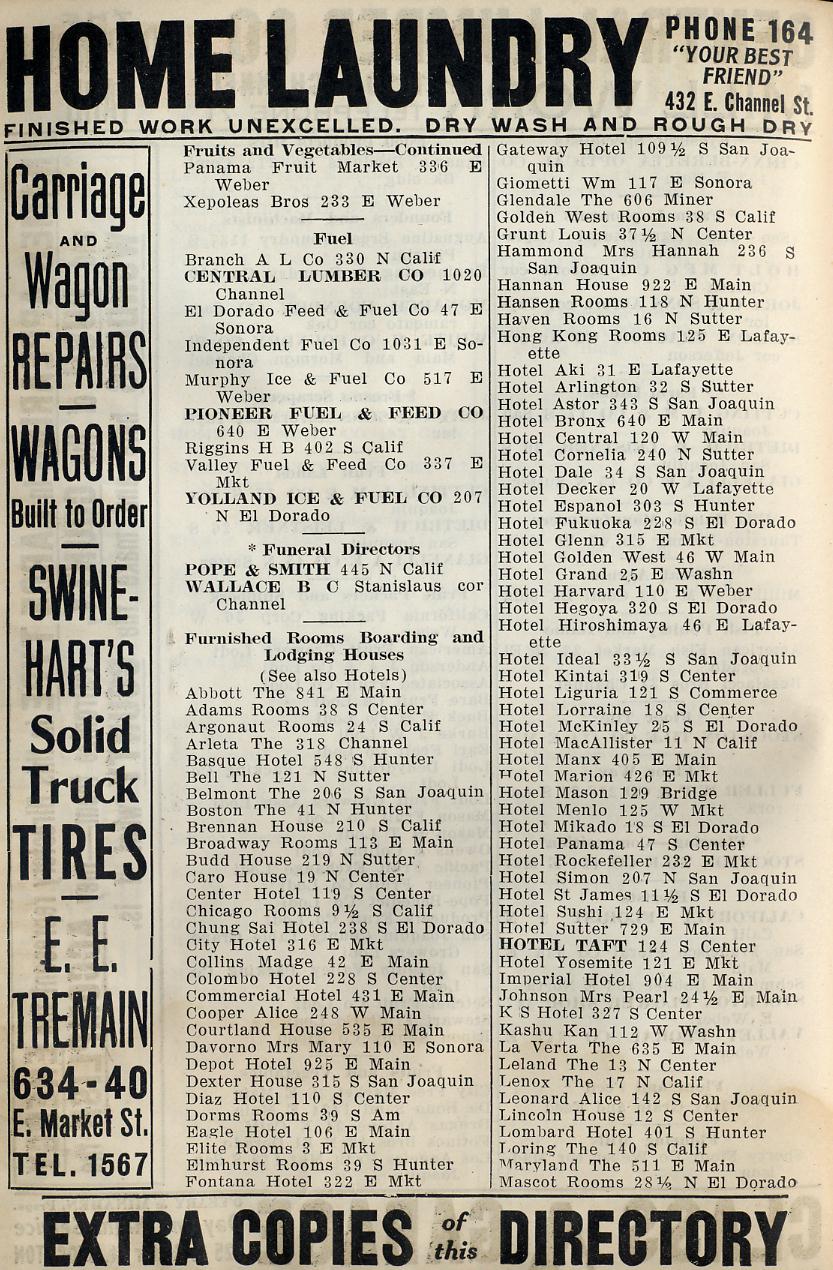 HOME LAUNDRY
PHONE 164
"YOUR BEST
FRIEND"
432 E. Channel St.
FINISHED WORK UNEXCELLED. DRY WASH AND ROUGH DRY
Carriage
AND
Wagon
REPAIRS
WAGONS
Built to Order
SWINE-
HART'S
Solid
Truck
TIRES
E. E.
TREMAIN
634-40
E. Market St.
TEL. 1567
Fruits and Vegetables—Continued
Panama Fruit Market 336 E
Weber
Xepoleas Bros 233 E Weber
Fuel
Branch A L Co 330 N Calif
CENTRAL LUMBER CO 1020
Channel
El Dorado Feed & Fuel Co 47 E
Sonora
Independent Fuel Co 1031 E So-
nora
Murphy Ice & Fuel Co 517 E
Weber
PIONEER FUEL & FEED CO
640 E Weber
Riggins H B 402 S Calif
Valley Fuel & Feed Co 337 E
Mkt
YOLLAND ICE & FUEL CO 207
N El Dorado
* Funeral Directors
POPE & SMITH 445 N Calif
WALLACE B C Stanislaus cor
Channel
Furnished Rooms Boarding and
Lodging Houses
(See also Hotels)
Abbott The 841 E Main
Adams Rooms 38 S Center
Argonaut Rooms 24 S Calif
Arleta The 318 Channel
Basque Hotel 548 S Hunter
Bell The 121 N Sutter
Belmont The 206 S San Joaquin
Boston The 41 N Hunter
Brennan House 210 S Calif
Broadway Rooms 113 E Main
Budd House 219 N Sutter
Caro House 19 N Center
Center Hotel 119 S Center
Chicago Rooms 9½ S Calif
Chung Sai Hotel 238 S El Dorado
City Hotel 316 E Mkt
Collins Madge 42 E Main
Colombo Hotel 228 S Center
Commercial Hotel 431 E Main
Cooper Alice 248 W Main
Courtland House 535 E Main
Davorno Mrs Mary 110 E Sonora
Depot Hotel 925 E Main
Dexter House 315 S San Joaquin
Diaz Hotel 110 S Center
Dorms Rooms 39 S Am
Eagle Hotel 106 E Main
Elite Rooms 3 E Mkt
Elmhurst Rooms 39 S Hunter
Fontana Hotel 322 E Mkt
Gateway Hotel 109½ S San Joa-
quin
Giometti Wm 117 E Sonora
Glendale The 606 Miner
Golden West Rooms 38 S Calif
Grunt Louis 37½ N Center
Hammond Mrs Hannah 236 S
San Joaquin
Hannan House 922 E Main
Hansen Rooms 118 N Hunter
Haven Rooms 16 N Sutter
Hong Kong Rooms 125 E Lafay-
ette
Hotel Aki 31 E Lafayette
Hotel Arlington 32 S Sutter
Hotel Astor 343 S San Joaquin
Hotel Bronx 640 E Main
Hotel Central 120 W Main
Hotel Cornelia 240 N Sutter
Hotel Dale 34 S San Joaquin
Hotel Decker 20 W Lafayette
Hotel Espanol 303 S Hunter
Hotel Fukuoka 228 S El Dorado
Hotel Glenn 315 E Mkt
Hotel Golden West 46 W Main
Hotel Grand 25 E Washn
Hotel Harvard 110 E Weber
Hotel Hegoya 320 S El Dorado
Hotel Hiroshimaya 46 E Lafay-
ette
Hotel Ideal 33½ S San Joaquin
Hotel Kintai 319 S Center
Hotel Liguria 121 S Commerce
Hotel Lorraine 18 S Center
Hotel McKinley 25 S El Dorado
Hotel MacAllister 11 N Calif
Hotel Manx 405 E Main
Hotel Marion 426 E Mkt
Hotel Mason 129 Bridge
Hotel Menlo 125 W Mkt
Hotel Mikado 18 S El Dorado
Hotel Panama 47 S Center
Hotel Rockefeller 232 E Mkt
Hotel Simon 207 N San Joaquin
Hotel St James 11½ S El Dorado
Hotel Sushi 124 E Mkt
Hotel Sutter 729 E Main
HOTEL TAFT 124 S Center
Hotel Yosemite 121 E Mkt
Imperial Hotel 904 E Main
Johnson Mrs Pearl 24½ E Main
K S Hotel 327 S Center
Kashu Kan 112 W Washn
La Verta The 635 E Main
Leland The 13 N Center
Lenox The 17 N Calif
Leonard Alice 142 S San Joaquin
Lincoln House 12 S Center
Lombard Hotel 401 S Hunter
Loring The 140 S Calif
Maryland The 511 E Main
Mascot Rooms 28½ N El Dorado
EXTRA COPIES of this DIRECTORY